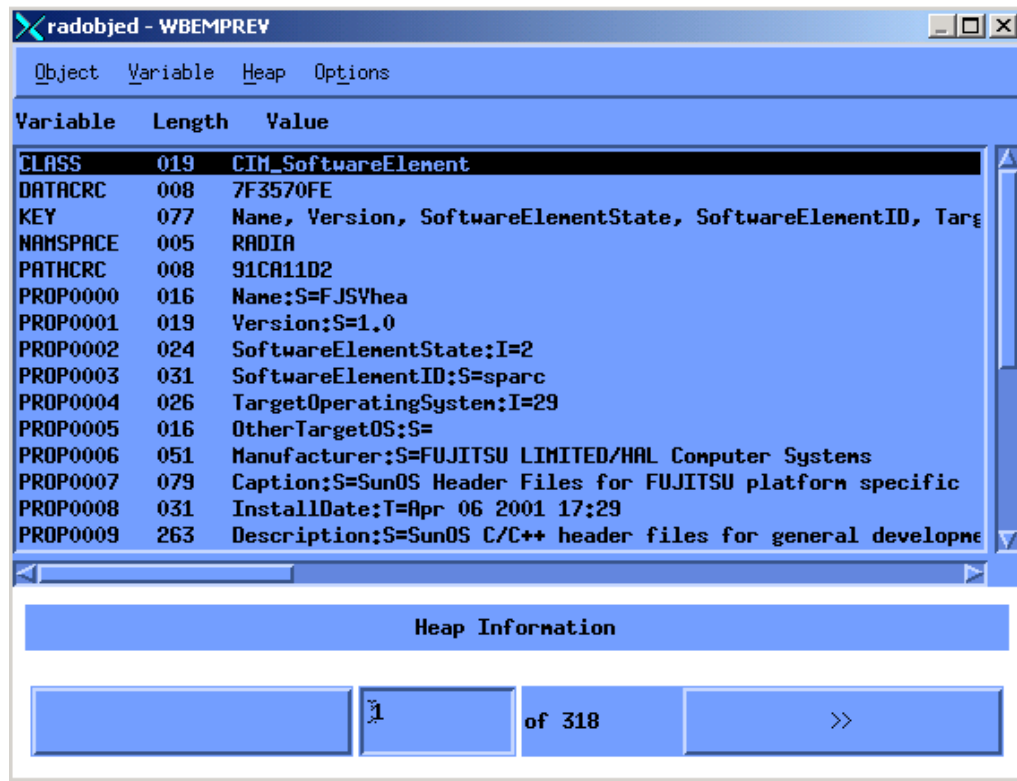 radobjed - WBEMPREV
Object Variable Heap Options
Variable Length Value
CLASS 019 CIM_SoftwareElement
DATACRC 008 7F3570FE
KEY 077 Name, Version, SoftwareElementState, SoftwareElementID, Targ
NAMSPACE 005 RADIA
PATHCRC 008 91CA11D2
PROP0000 016 Name:S=FJSVhea
PROP0001 019 Version:S=1.0
PROP0002 024 SoftwareElementState:I=2
PROP0003 031 SoftwareElementID:S=sparc
PROP0004 026 TargetOperatingSystem:I=29
PROP0005 016 OtherTargetOS:S=
PROP0006 051 Manufacturer:S=FUJITSU LIMITED/HAL Computer Systems
PROP0007 079 Caption:S=SunOS Header Files for FUJITSU platform specific
PROP0008 031 InstallDate:T=Apr 06 2001 17:29
PROP0009 263 Description:S=SunOS C/C++ header files for general developme
Heap Information
1 of 318 >>